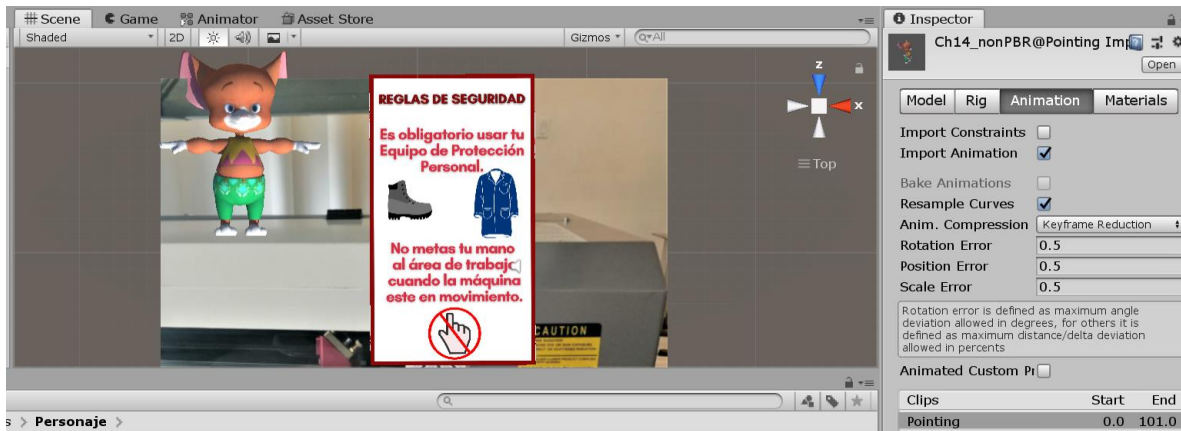 Scene Game Animator Asset Store
Shaded 2D Gizmos All
z
x
Top
REGLAS DE SEGURIDAD
Es obligatorio usar tu
Equipo de Protección
Personal.
No metas tu mano
al área de trabajo
cuando la máquina
este en movimiento.
CAUTION
s > Personaje >
Inspector
Ch14_nonPBR@Pointing Imp
Open
Model Rig Animation Materials
Import Constraints
Import Animation
Bake Animations
Resample Curves
Anim. Compression Keyframe Reduction
Rotation Error 0.5
Position Error 0.5
Scale Error 0.5
Rotation error is defined as maximum angle
deviation allowed in degrees, for others it is
defined as maximum distance/delta deviation
allowed in percents
Animated Custom Pr
Clips Start End
Pointing 0.0 101.0